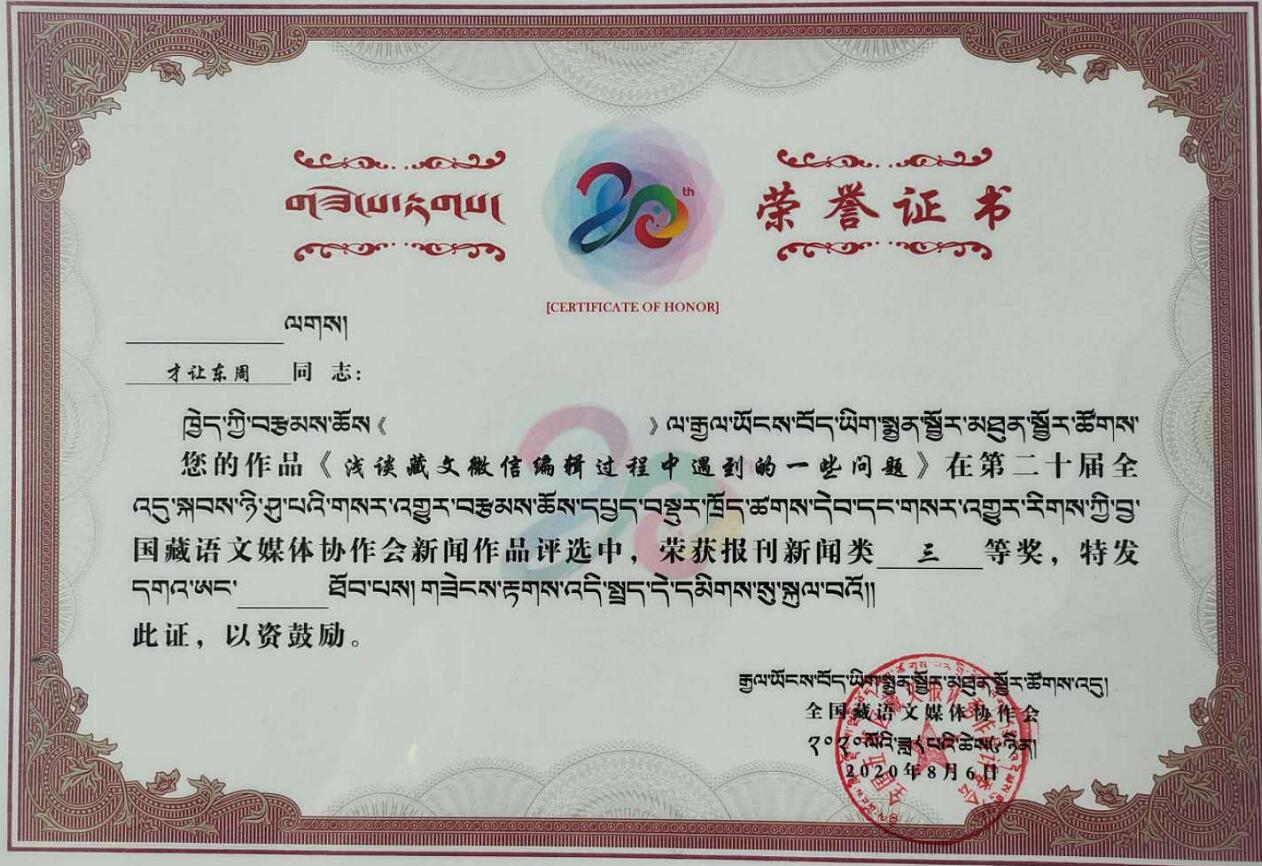 གཟེངས་རྟགས།
20th
荣誉证书
[CERTIFICATE OF HONOR]
ལགས།
才让东周 同 志：
ཁྱེད་ཀྱི་བརྩམས་ཆོས《 》ལ་རྒྱལ་ཡོངས་བོད་ཡིག་སྨྱན་སྦྱོར་མཐུན་སྦྱོར་ཚོགས་
您的作品《浅谈藏文微信编辑过程中遇到的一些问题》在第二十届全
འདུ་སྐབས་ཉི་ཤུ་པའི་གསར་འགྱུར་བརྩམས་ཆོས་དཔྱད་བསྡུར་ཁྲོད་ཚགས་དེབ་དང་གསར་འགྱུར་རིགས་ཀྱི་བྱ་
国藏语文媒体协作会新闻作品评选中，荣获报刊新闻类 三 等奖，特发
དགའ་ཨང་ ཐོབ་པས། གཟེངས་རྟགས་འདི་སྤྲད་དེ་དམིགས་སུ་སྐུལ་བའོ།།
此证，以资鼓励。
རྒྱལ་ཡོངས་བོད་ཡིག་སྨྱན་སྦྱོར་མཐུན་སྦྱོར་ཚོགས་འདུ།
全国藏语文媒体协作会
2020年8月6日